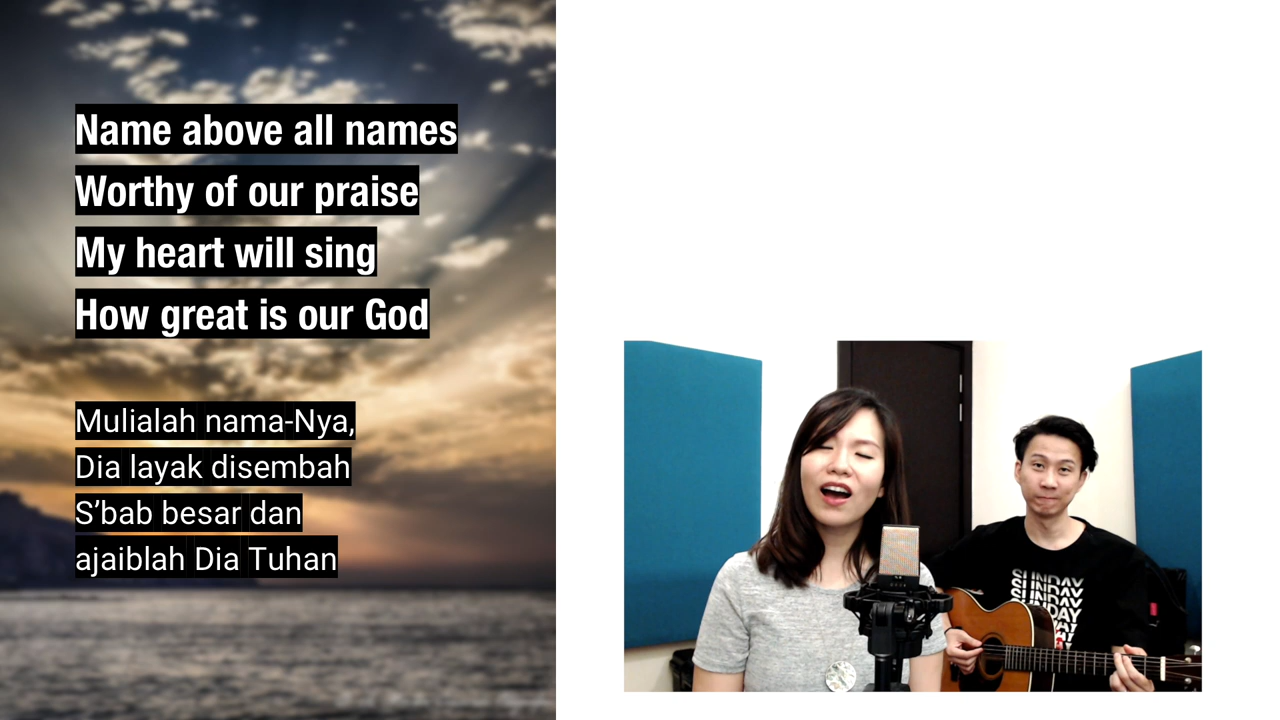 Name above all names
Worthy of our praise
My heart will sing
How great is our God
Mulialah nama-Nya,
Dia layak disembah
S’bab besar dan
ajaiblah Dia Tuhan
SUNDAY
SUNDAY
SUNDAY